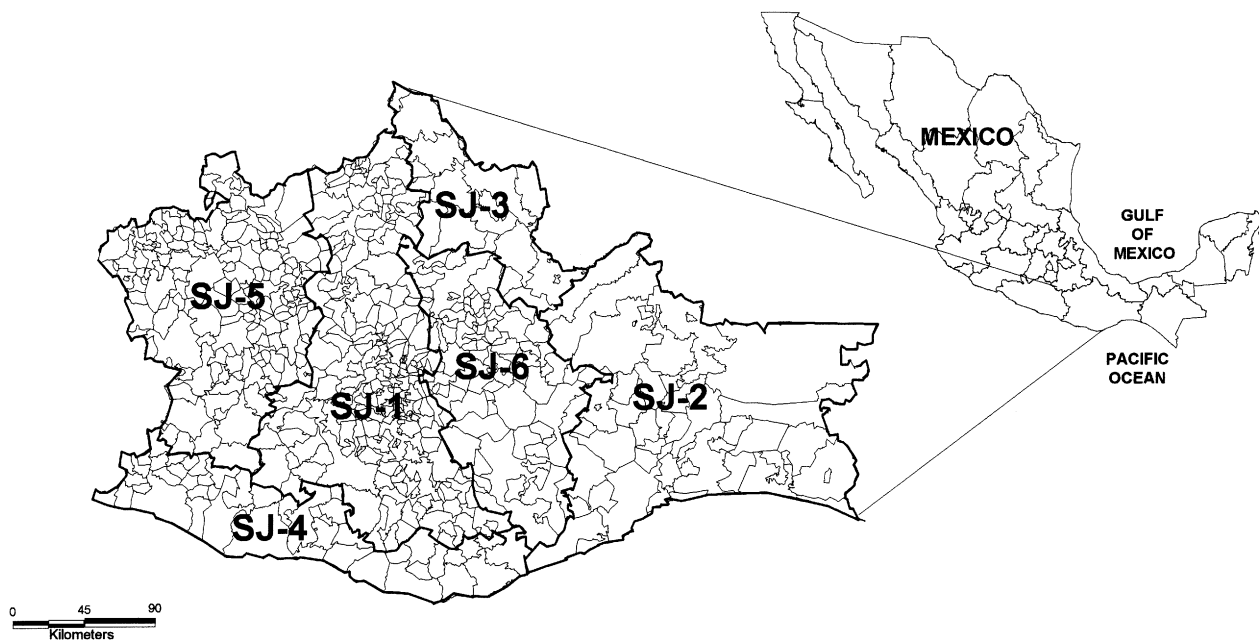 MEXICO
SJ-3
GULF
OF
MEXICO
SJ-5
SJ-6
PACIFIC
OCEAN
SJ-1
SJ-2
SJ-4
0 45 90
Kilometers